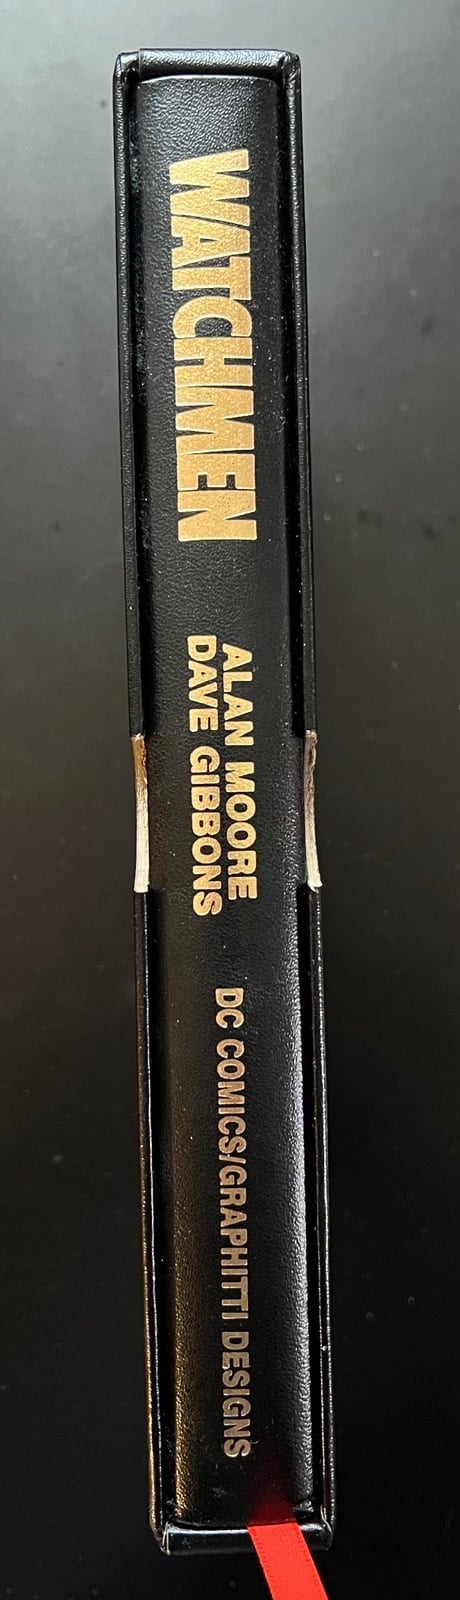 WATCHMEN
ALAN MOORE
DAVE GIBBONS
DC COMICS/GRAPHITTI DESIGNS